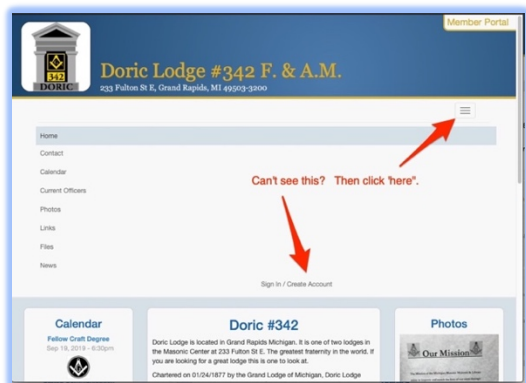 Member Portal
342
DORIC
Doric Lodge #342 F. & A.M.
233 Fulton St E, Grand Rapids, MI 49503-3200
Home
Contact
Calendar
Current Officers
Photos
Links
Files
News
Can't see this? Then click 'here".
Sign In / Create Account
Calendar
Fellow Craft Degree
Sep 19, 2019 - 6:30pm
Doric #342
Doric Lodge is located in Grand Rapids Michigan. It is one of two lodges in
the Masonic Center at 233 Fulton St E. The greatest fraternity in the world. If
you are looking for a great lodge this is one to look at.
Chartered on 01/24/1877 by the Grand Lodge of Michigan, Doric Lodge
Photos
Our Mission